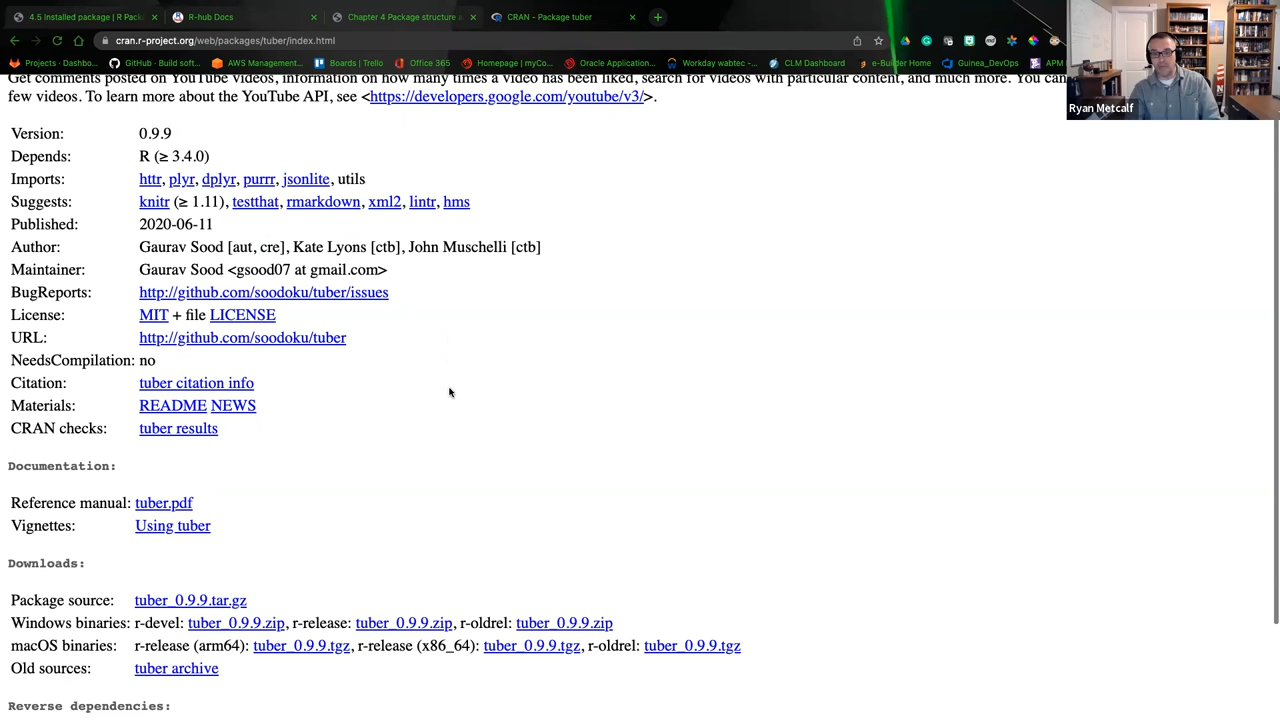 4.5 Installed package | R Pack
R-hub Docs
Chapter 4 Package structure a
CRAN - Package tuber
cran.r-project.org/web/packages/tuber/index.html
Projects · Dashbo...
GitHub · Build soft...
AWS Management...
Boards | Trello
Office 365
Homepage | myCo...
Oracle Application...
Workday wabtec -...
CLM Dashboard
e-Builder Home
Guinea_DevOps
APM
Get comments posted on YouTube videos, information on how many times a video has been liked, search for videos with particular content, and much more. You can
few videos. To learn more about the YouTube API, see <https://developers.google.com/youtube/v3/>.
Ryan Metcalf
Version: 0.9.9
Depends: R (≥ 3.4.0)
Imports: httr, plyr, dplyr, purrr, jsonlite, utils
Suggests: knitr (≥ 1.11), testthat, rmarkdown, xml2, lintr, hms
Published: 2020-06-11
Author: Gaurav Sood [aut, cre], Kate Lyons [ctb], John Muschelli [ctb]
Maintainer: Gaurav Sood <gsood07 at gmail.com>
BugReports: http://github.com/soodoku/tuber/issues
License: MIT + file LICENSE
URL: http://github.com/soodoku/tuber
NeedsCompilation: no
Citation: tuber citation info
Materials: README NEWS
CRAN checks: tuber results
Documentation:
Reference manual: tuber.pdf
Vignettes: Using tuber
Downloads:
Package source: tuber_0.9.9.tar.gz
Windows binaries: r-devel: tuber_0.9.9.zip, r-release: tuber_0.9.9.zip, r-oldrel: tuber_0.9.9.zip
macOS binaries: r-release (arm64): tuber_0.9.9.tgz, r-release (x86_64): tuber_0.9.9.tgz, r-oldrel: tuber_0.9.9.tgz
Old sources: tuber archive
Reverse dependencies: